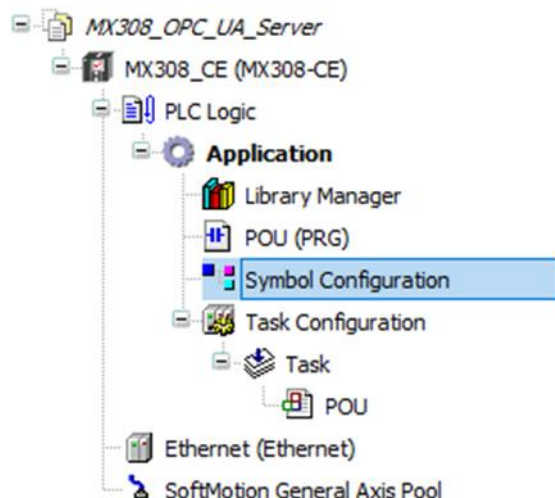 MX308_OPC_UA_Server
MX308_CE (MX308-CE)
PLC Logic
Application
Library Manager
POU (PRG)
Symbol Configuration
Task Configuration
Task
POU
Ethernet (Ethernet)
SoftMotion General Axis Pool